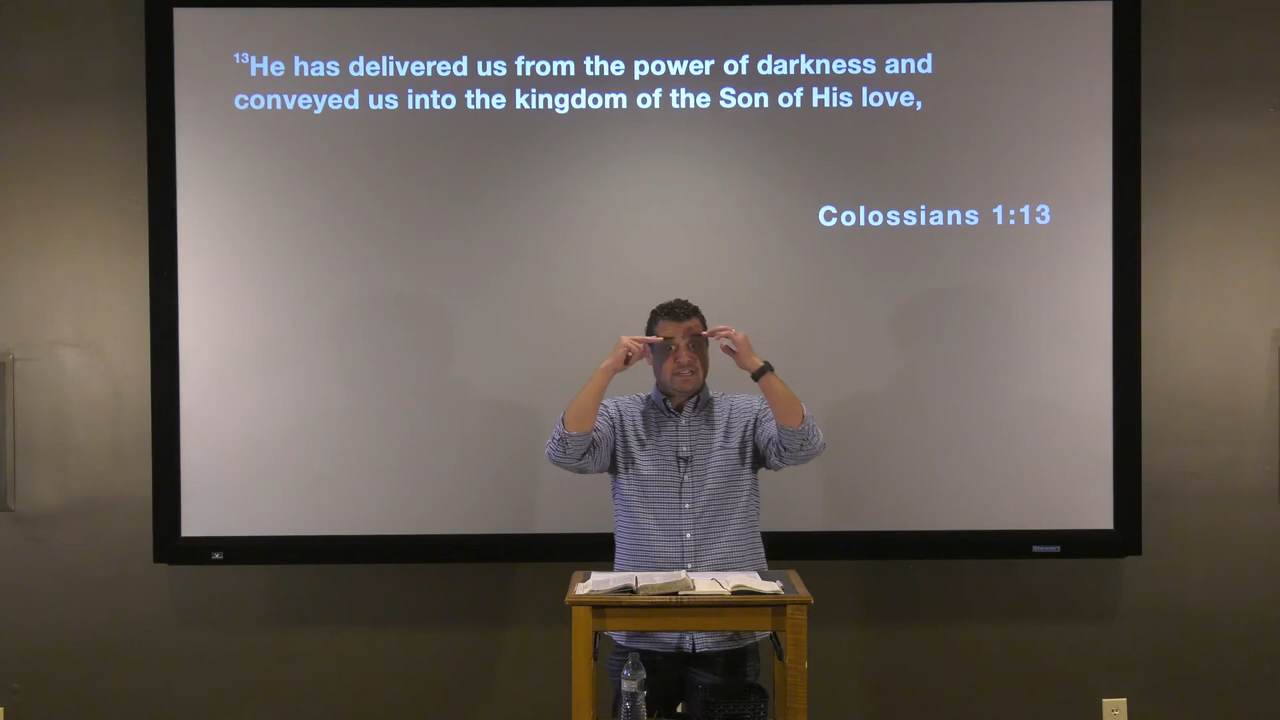 ¹³He has delivered us from the power of darkness and
conveyed us into the kingdom of the Son of His love,
Colossians 1:13
Stewart